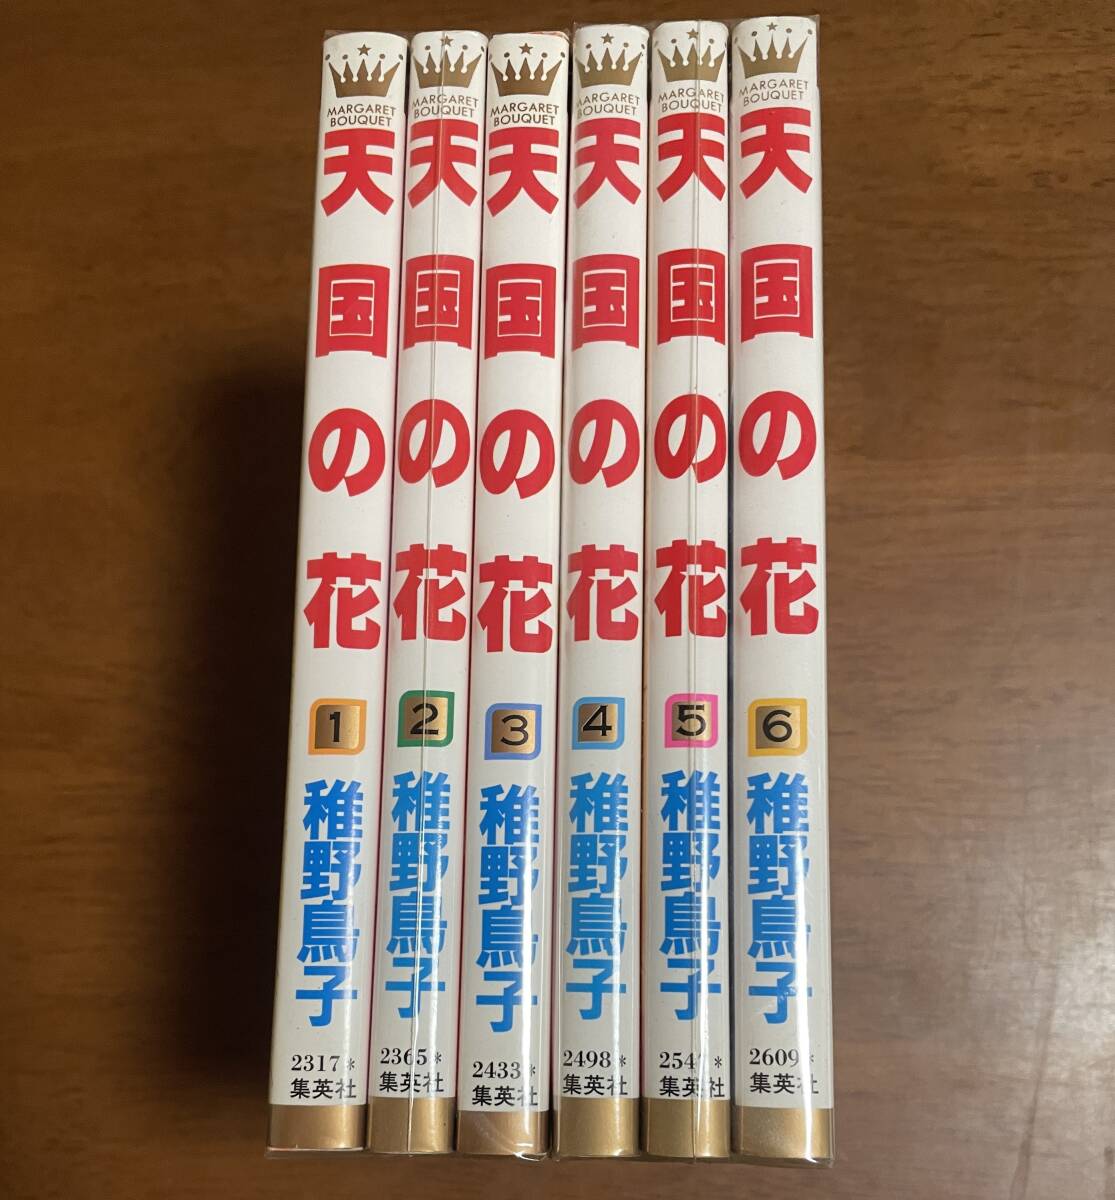 MARGARET
BOUQUET
天国の花
1
稚野鳥子
2317*
集英社
MARGARET
BOUQUET
天国の花
2
稚野鳥子
2365*
集英社
MARGARET
BOUQUET
天国の花
3
稚野鳥子
2433*
集英社
MARGARET
BOUQUET
天国の花
4
稚野鳥子
2498*
集英社
MARGARET
BOUQUET
天国の花
5
稚野鳥子
集英社
MARGARET
BOUQUET
天国の花
6
稚野鳥子
2609*
集英社